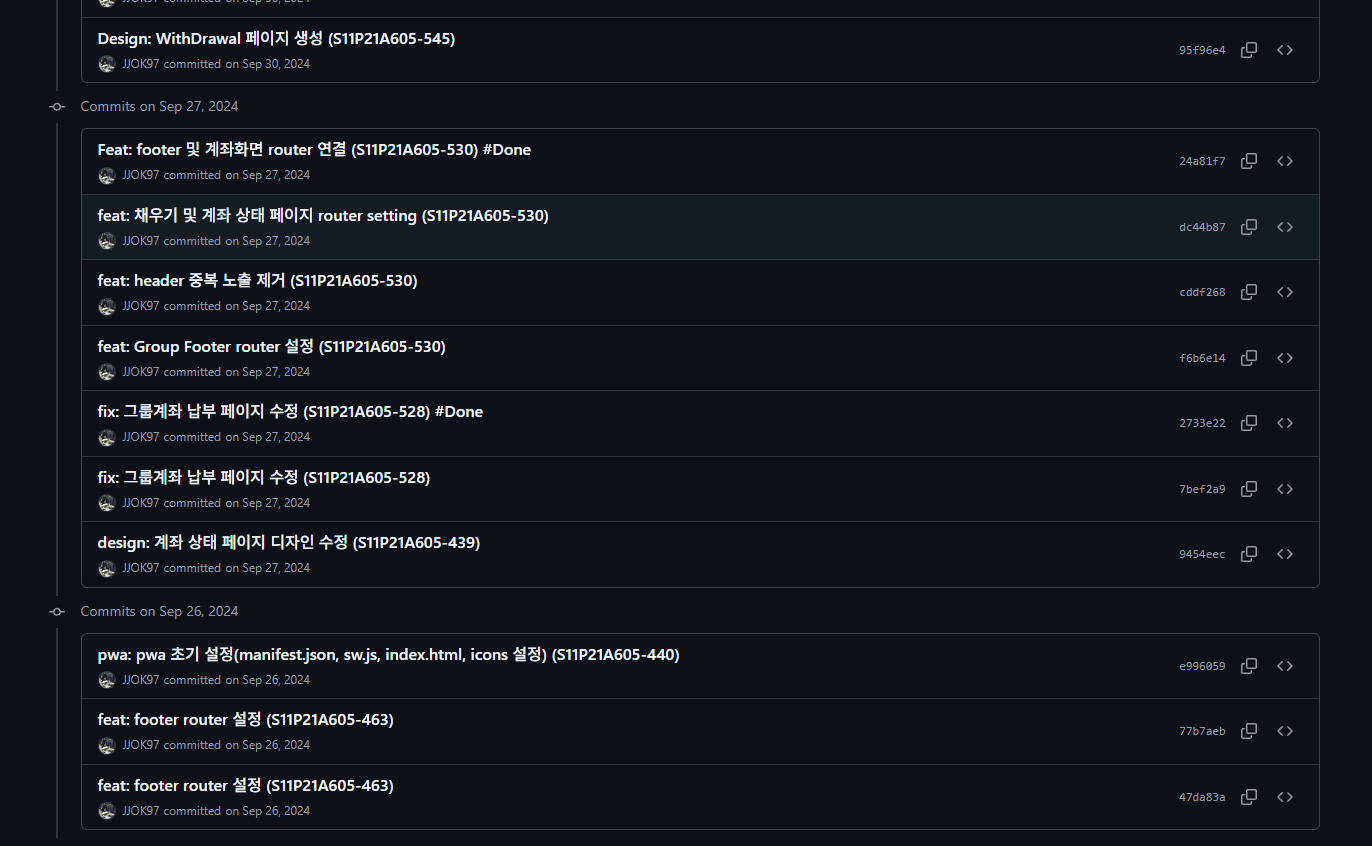 Design: WithDrawal 페이지 생성 (S11P21A605-545)
95f96e4
JJOK97 committed on Sep 30, 2024
Commits on Sep 27, 2024
Feat: footer 및 계좌화면 router 연결 (S11P21A605-530) #Done
24a81f7
JJOK97 committed on Sep 27, 2024
feat: 채우기 및 계좌 상태 페이지 router setting (S11P21A605-530)
dc44b87
JJOK97 committed on Sep 27, 2024
feat: header 중복 노출 제거 (S11P21A605-530)
cddf268
JJOK97 committed on Sep 27, 2024
feat: Group Footer router 설정 (S11P21A605-530)
f6b6e14
JJOK97 committed on Sep 27, 2024
fix: 그룹계좌 납부 페이지 수정 (S11P21A605-528) #Done
2733e22
JJOK97 committed on Sep 27, 2024
fix: 그룹계좌 납부 페이지 수정 (S11P21A605-528)
7bef2a9
JJOK97 committed on Sep 27, 2024
design: 계좌 상태 페이지 디자인 수정 (S11P21A605-439)
9454eec
JJOK97 committed on Sep 27, 2024
Commits on Sep 26, 2024
pwa: pwa 초기 설정(manifest.json, sw.js, index.html, icons 설정) (S11P21A605-440)
e996059
JJOK97 committed on Sep 26, 2024
feat: footer router 설정 (S11P21A605-463)
77b7aeb
JJOK97 committed on Sep 26, 2024
feat: footer router 설정 (S11P21A605-463)
47da83a
JJOK97 committed on Sep 26, 2024